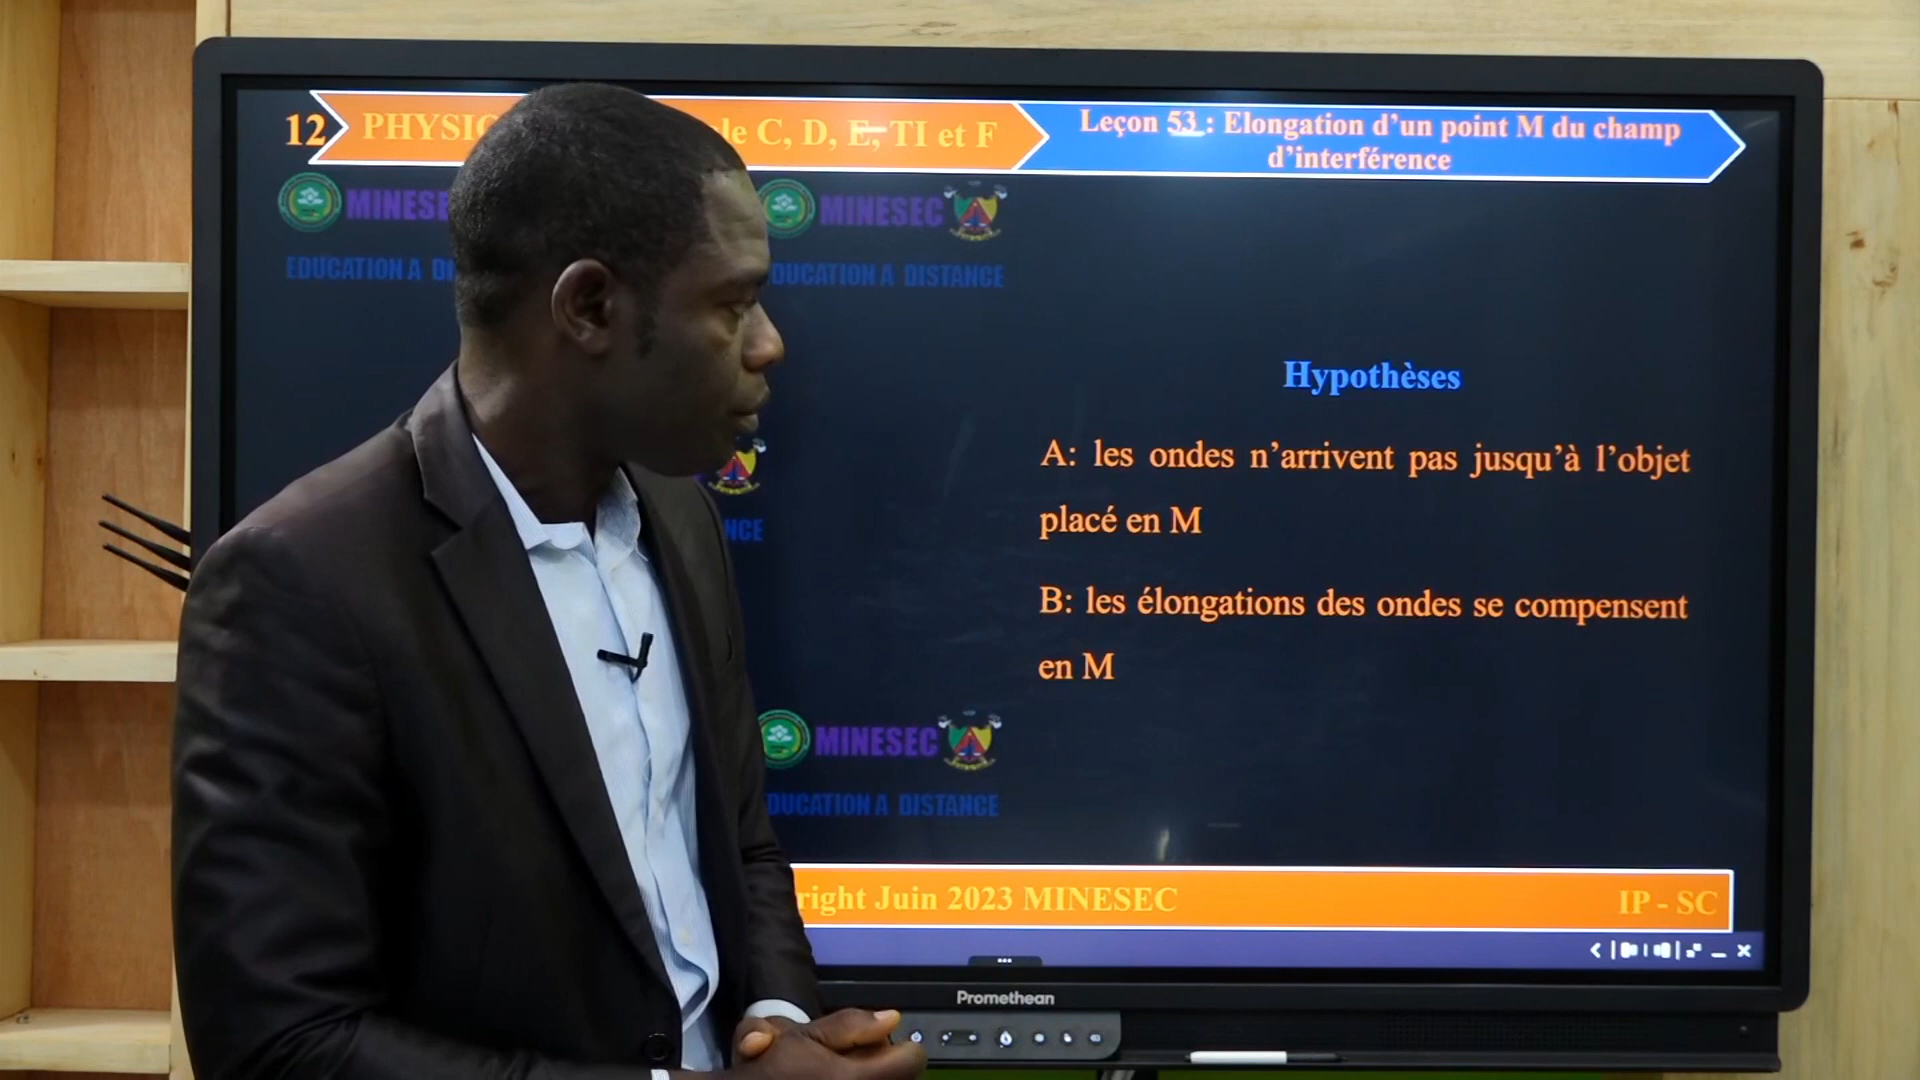 12
PHYSIC
le C, D, E, TI et F
Leçon 53 : Elongation d’un point M du champ
d’interférence
MINESE
MINESEC
EDUCATION A DI
DUCATION A DISTANCE
Hypothèses
A: les ondes n’arrivent pas jusqu’à l’objet
placé en M
NCE
B: les élongations des ondes se compensent
en M
MINESEC
DUCATION A DISTANCE
right Juin 2023 MINESEC
IP - SC
Promethean